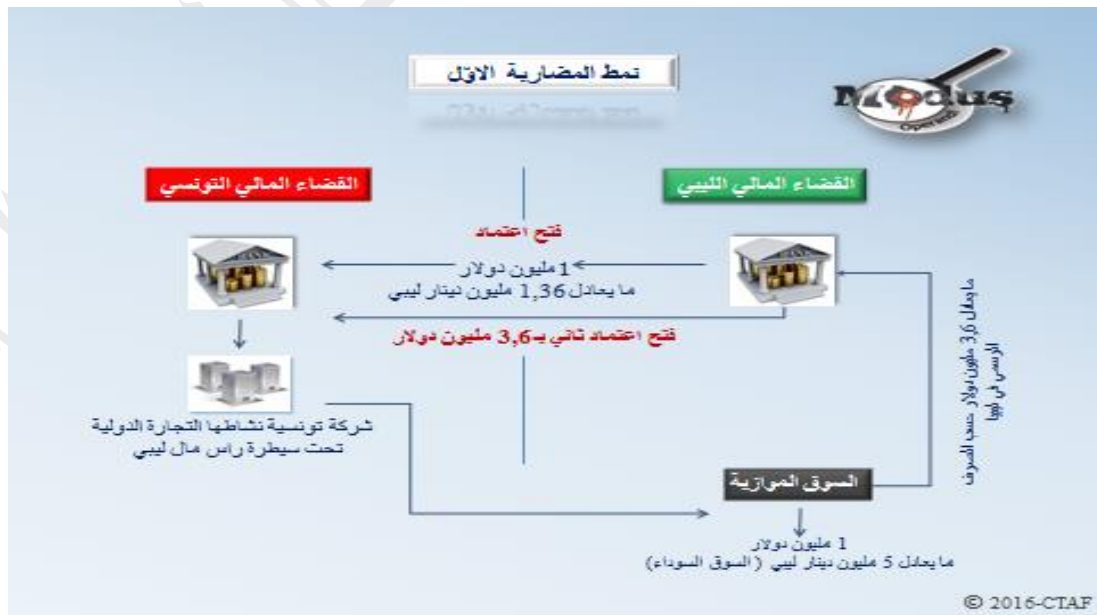 نمط المضاربة الاوّل
Modus
Operandi
القضاء المالي الليبي
القضاء المالي التونسي
فتح اعتماد
1 مليون دولار
ما يعادل 1,36 مليون دينار ليبي
فتح اعتماد ثاني بـ 3,6 مليون دولار
شركة تونسية نشاطها التجارة الدولية
تحت سيطرة راس مال ليبي
ما يعادل 3,6 مليون دولار حسب الصرف
الرسمي في ليبيا
السوق الموازية
1 مليون دولار
ما يعادل 5 مليون دينار ليبي (السوق السوداء)
© 2016-CTAF